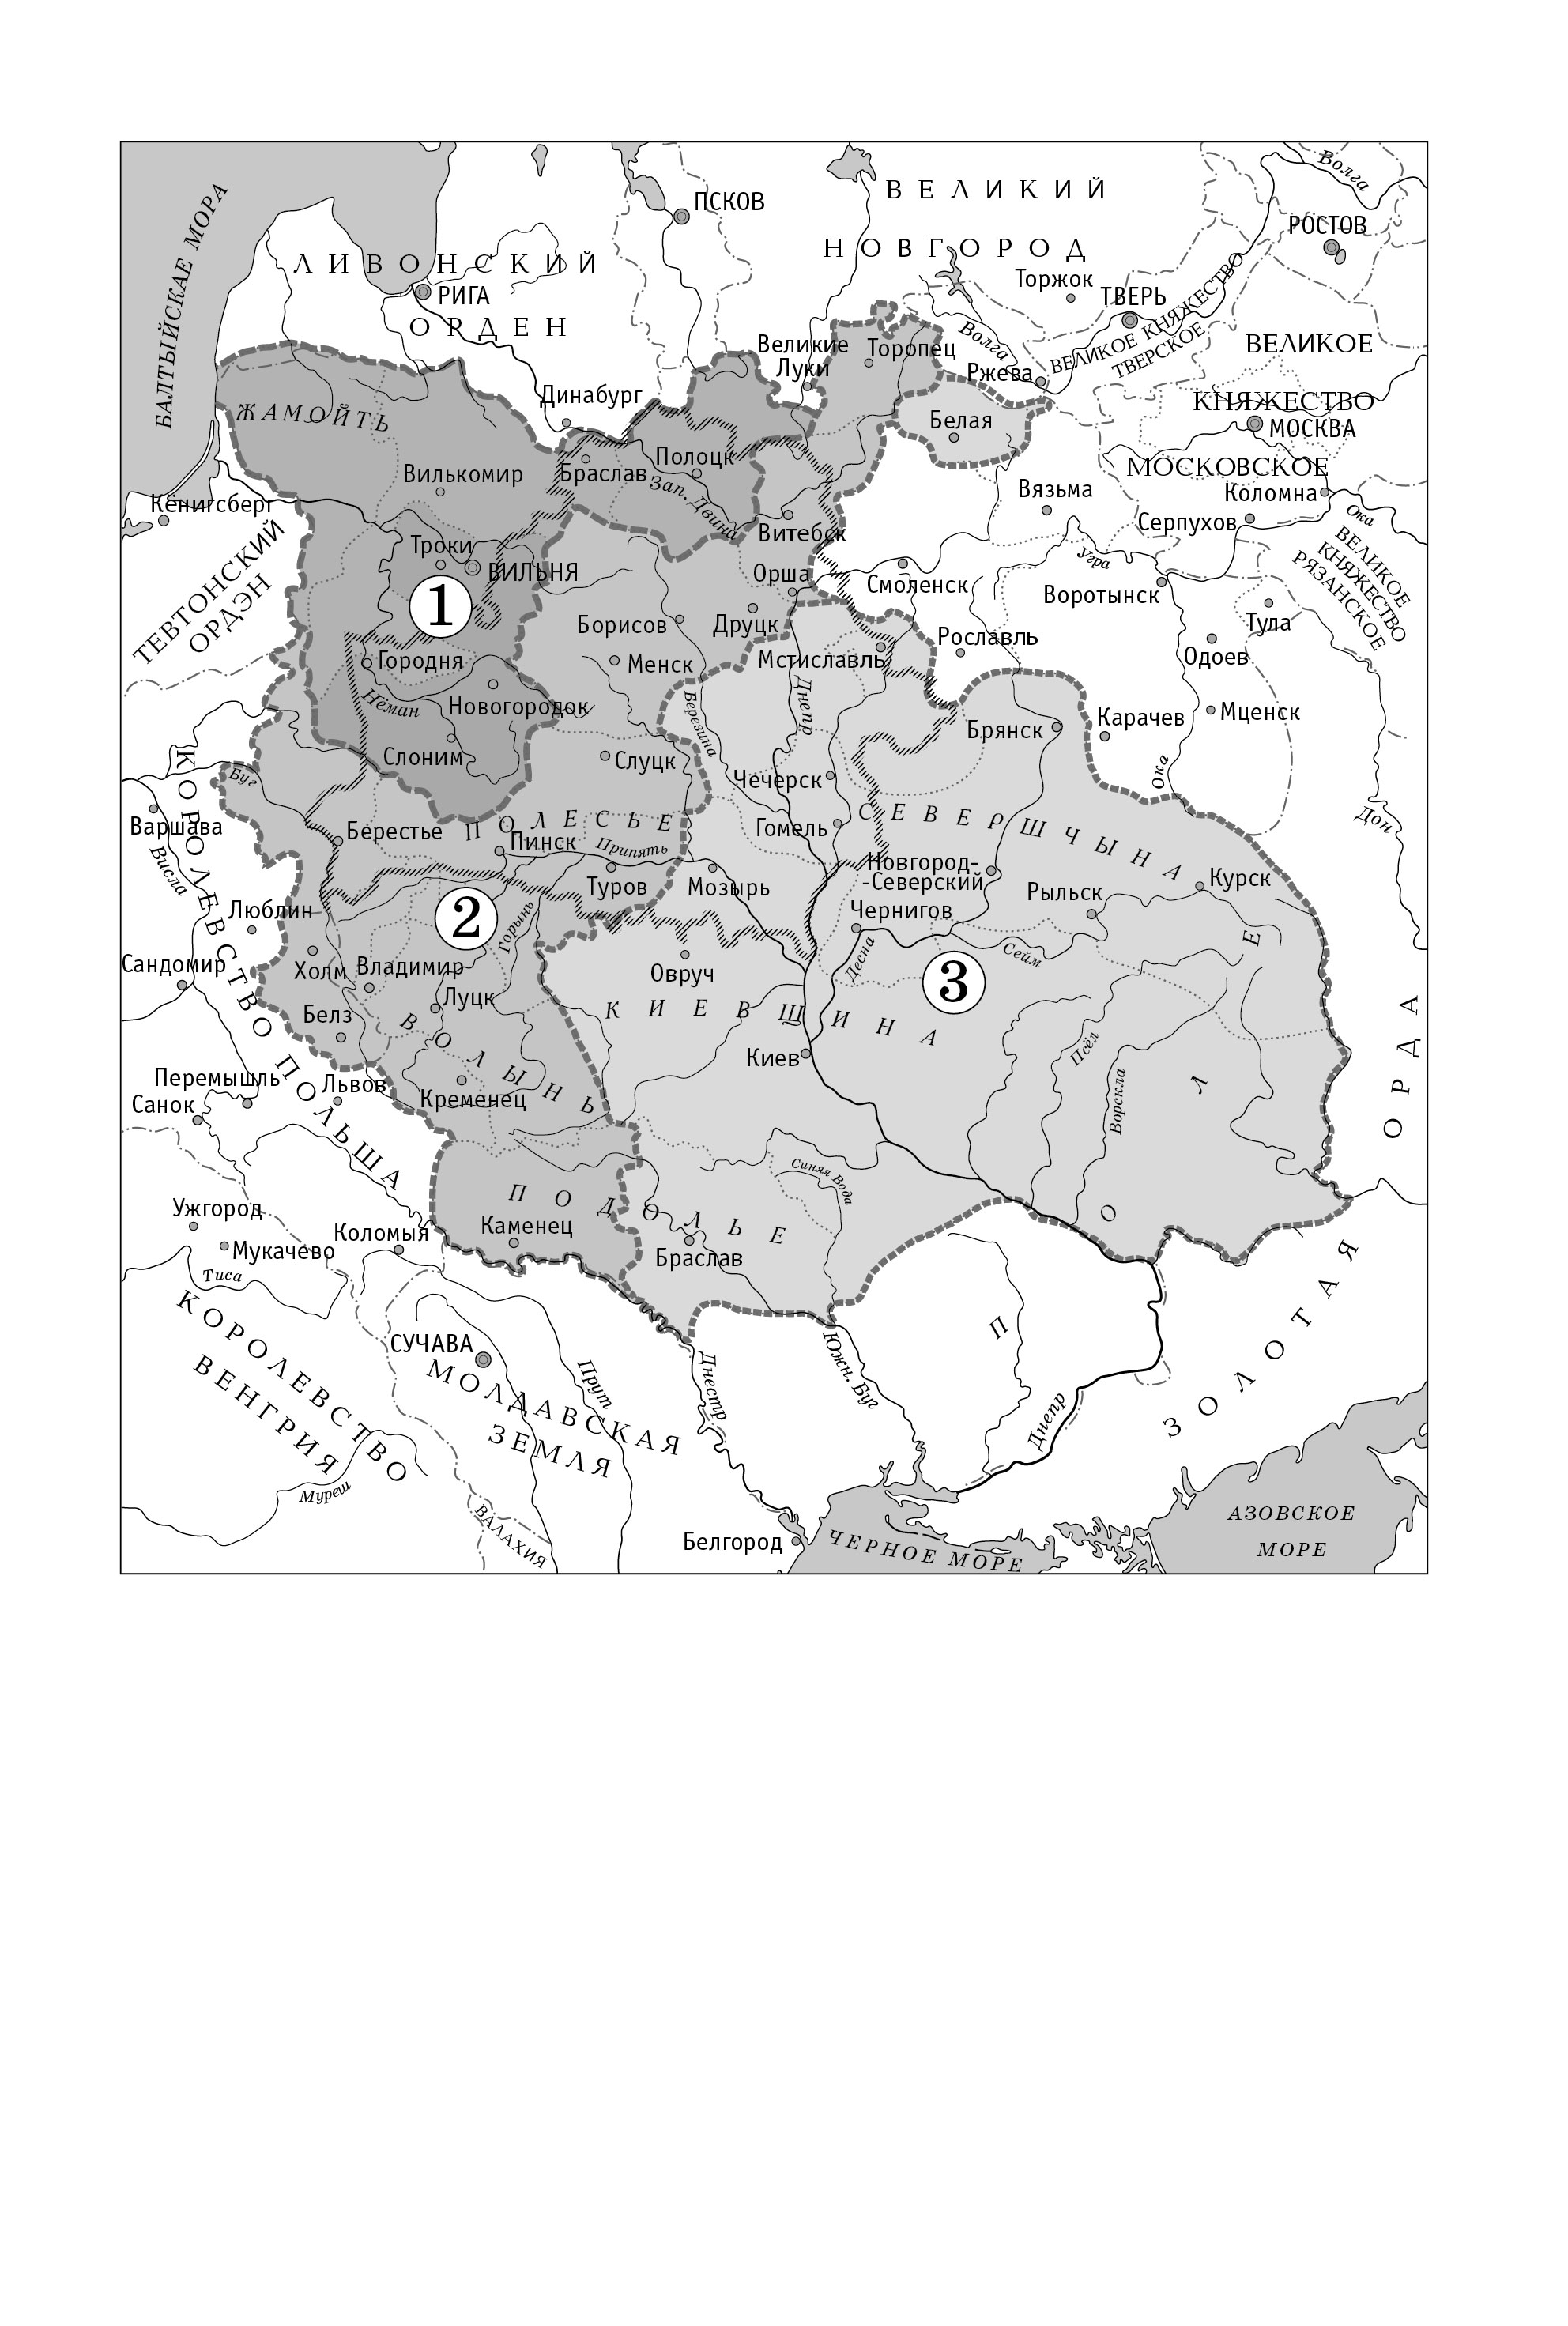 БАЛТЫЙСКАЕ МОРА
ПСКОВ
ВЕЛИКИЙ
НОВГОРОД
Волга
РОСТОВ
ЛИВОНСКИЙ
ОРДЕН
РИГА
Торжок
ТВЕРЬ
ВЕЛИКОЕ КНЯЖЕСТВО
ТВЕРСКОЕ
Волга
Ржева
Великие
Луки
Торопец
ВЕЛИКОЕ
КНЯЖЕСТВО
МОСКВА
МОСКОВСКОЕ
Динабург
ЖАМОЙТЬ
Белая
Вилькомир
Браслав
Полоцк
Зап. Двина
Вязьма
Коломна
Серпухов
Ока
Кёнигсберг
ТЕВТОНСКИЙ
ОРДЭН
Троки
ВИЛЬНЯ
Витебск
Орша
Смоленск
Угра
Воротынск
ВЕЛИКОЕ
КНЯЖЕСТВО
РЯЗАНСКОЕ
1
Борисов
Друцк
Тула
Рославль
Одоев
Городня
Менск
Мстиславль
Нёман
Новогородок
Березина
Днепр
Брянск
Карачев
Мценск
Слоним
Слуцк
Буг
Чечерск
Ока
КОРОЛЕВСТВО ПОЛЬША
Варшава
Висла
Берестье
ПОЛЕСЬЕ
Пинск
Припять
Гомель
СЕВЕРШЧЫНА
Дон
Новгород-
-Северский
Курск
Туров
Мозырь
Рыльск
2
Горынь
Люблин
Чернигов
Сандомир
Холм
Владимир
Овруч
Десна
Сейм
3
Луцк
Белз
КИЕВЩИНА
ВОЛЫНЬ
Киев
Псёл
Ворскла
ПОЛЕ
Перемышль
Санок
Львов
Кременец
ЗОЛОТАЯ
ОРДА
Синяя Вода
ПОДОЛЬЕ
Ужгород
Мукачево
Коломыя
Каменец
Браслав
Тиса
КОРОЛЕВСТВО
ВЕНГРИЯ
СУЧАВА
МОЛДАВСКАЯ
ЗЕМЛЯ
Прут
Днестр
Южн. Буг
Днепр
Муреш
ВАЛАХИЯ
Белгород
ЧЕРНОЕ МОРЕ
АЗОВСКОЕ
МОРЕ